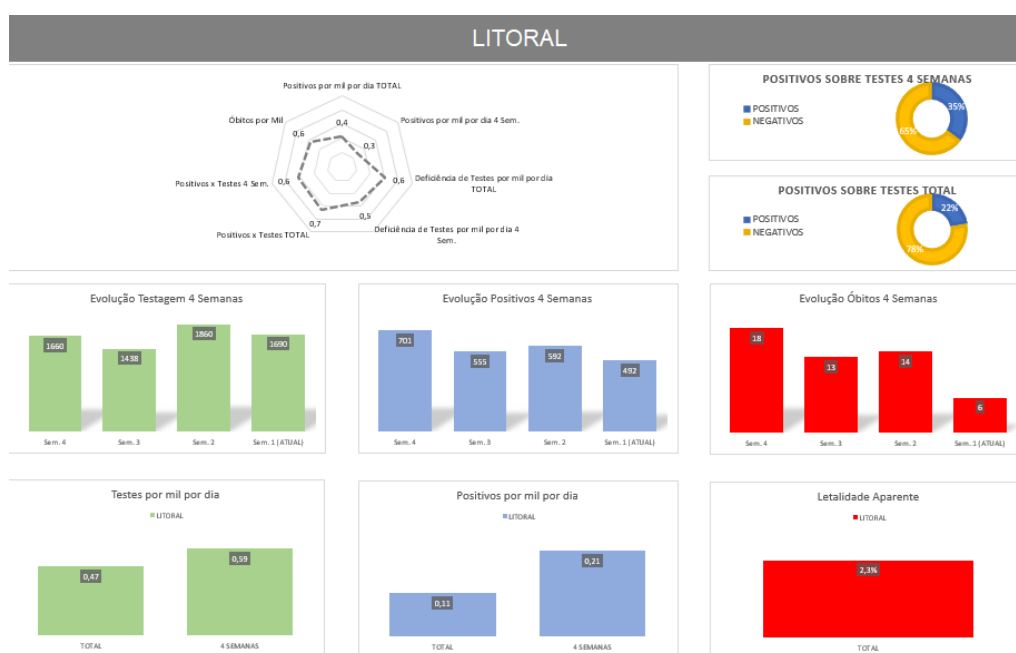 LITORAL
Positivos por mil por dia TOTAL
Óbitos por Mil
Positivos por mil por dia 4 Sem.
0,4
0,6
0,3
Positivos x Testes 4 Sem.
0,6
0,6
Deficiência de Testes por mil por dia
TOTAL
0,5
0,7
Positivos x Testes TOTAL
Deficiência de Testes por mil por dia 4
Sem.
POSITIVOS SOBRE TESTES 4 SEMANAS
POSITIVOS
NEGATIVOS
35%
65%
POSITIVOS SOBRE TESTES TOTAL
POSITIVOS
NEGATIVOS
22%
78%
Evolução Testagem 4 Semanas
1660
1438
1860
1690
Sem. 4
Sem. 3
Sem. 2
Sem. 1 (ATUAL)
Evolução Positivos 4 Semanas
701
555
592
492
Sem. 4
Sem. 3
Sem. 2
Sem. 1 (ATUAL)
Evolução Óbitos 4 Semanas
18
13
14
6
Sem. 4
Sem. 3
Sem. 2
Sem. 1 (ATUAL)
Testes por mil por dia
LITORAL
0,47
0,59
TOTAL
4 SEMANAS
Positivos por mil por dia
LITORAL
0,11
0,21
TOTAL
4 SEMANAS
Letalidade Aparente
LITORAL
2,3%
TOTAL